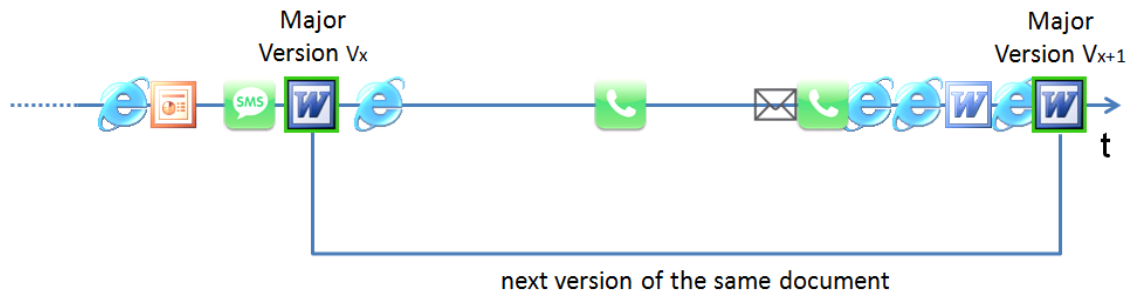 Major
Version Vx
Major
Version Vx+1
SMS
W
W
W
t
next version of the same document